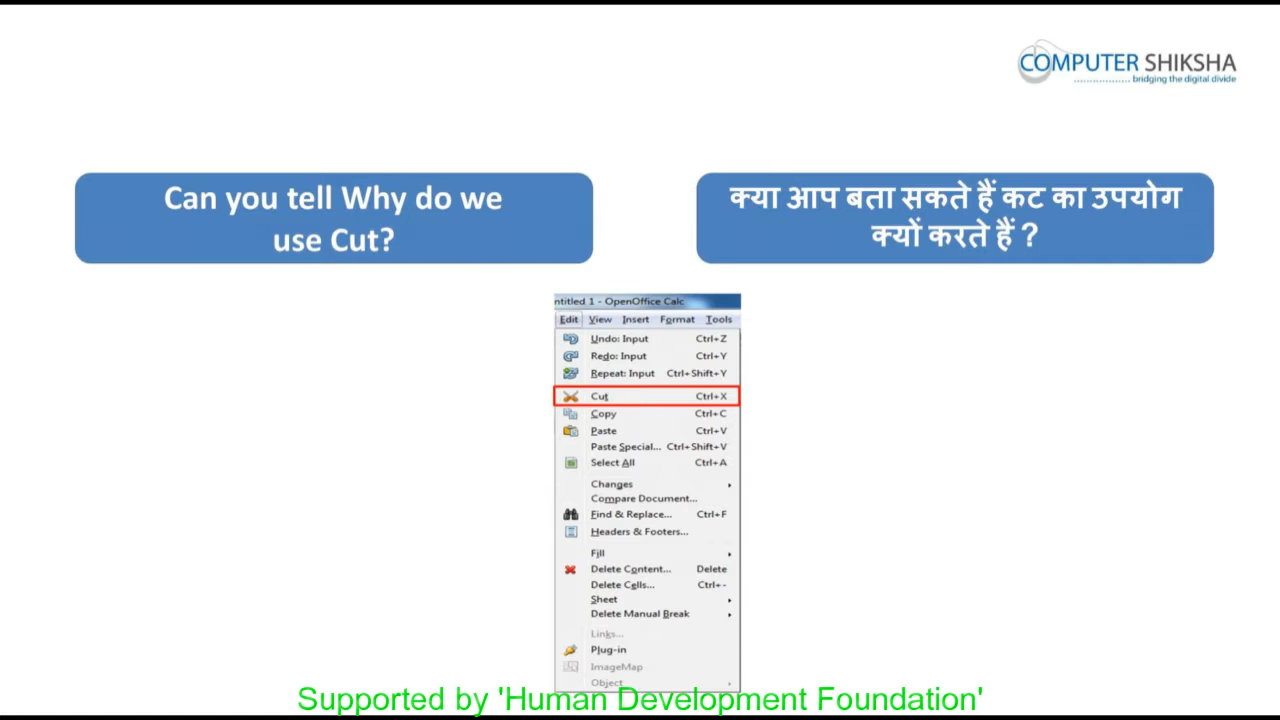 COMPUTER SHIKSHA
bridging the digital divide
Can you tell Why do we
use Cut?
क्या आप बता सकते हैं कट का उपयोग
क्यों करते हैं ?
ntitled 1 - OpenOffice Calc
Edit View Insert Format Tools
Undo: Input Ctrl+Z
Redo: Input Ctrl+Y
Repeat: Input Ctrl+Shift+Y
Cut Ctrl+X
Copy Ctrl+C
Paste Ctrl+V
Paste Special... Ctrl+Shift+V
Select All Ctrl+A
Changes
Compare Document...
Find & Replace... Ctrl+F
Headers & Footers...
Fill
Delete Content... Delete
Delete Cells... Ctrl+-
Sheet
Delete Manual Break
Links...
Plug-in
ImageMap
Object
Supported by 'Human Development Foundation'